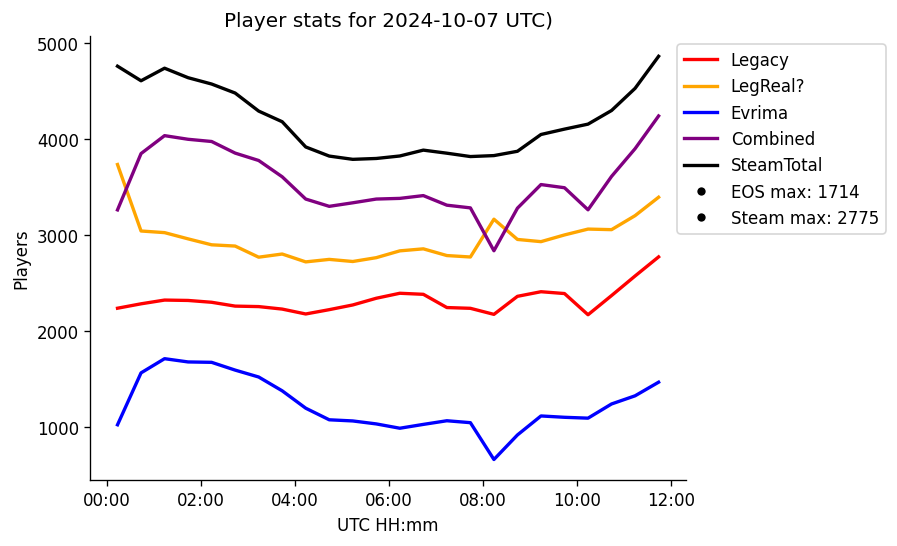 Player stats for 2024-10-07 UTC)
5000
4000
3000
2000
1000
Players
00:00 02:00 04:00 06:00 08:00 10:00 12:00
UTC HH:mm
Legacy
LegReal?
Evrima
Combined
SteamTotal
EOS max: 1714
Steam max: 2775